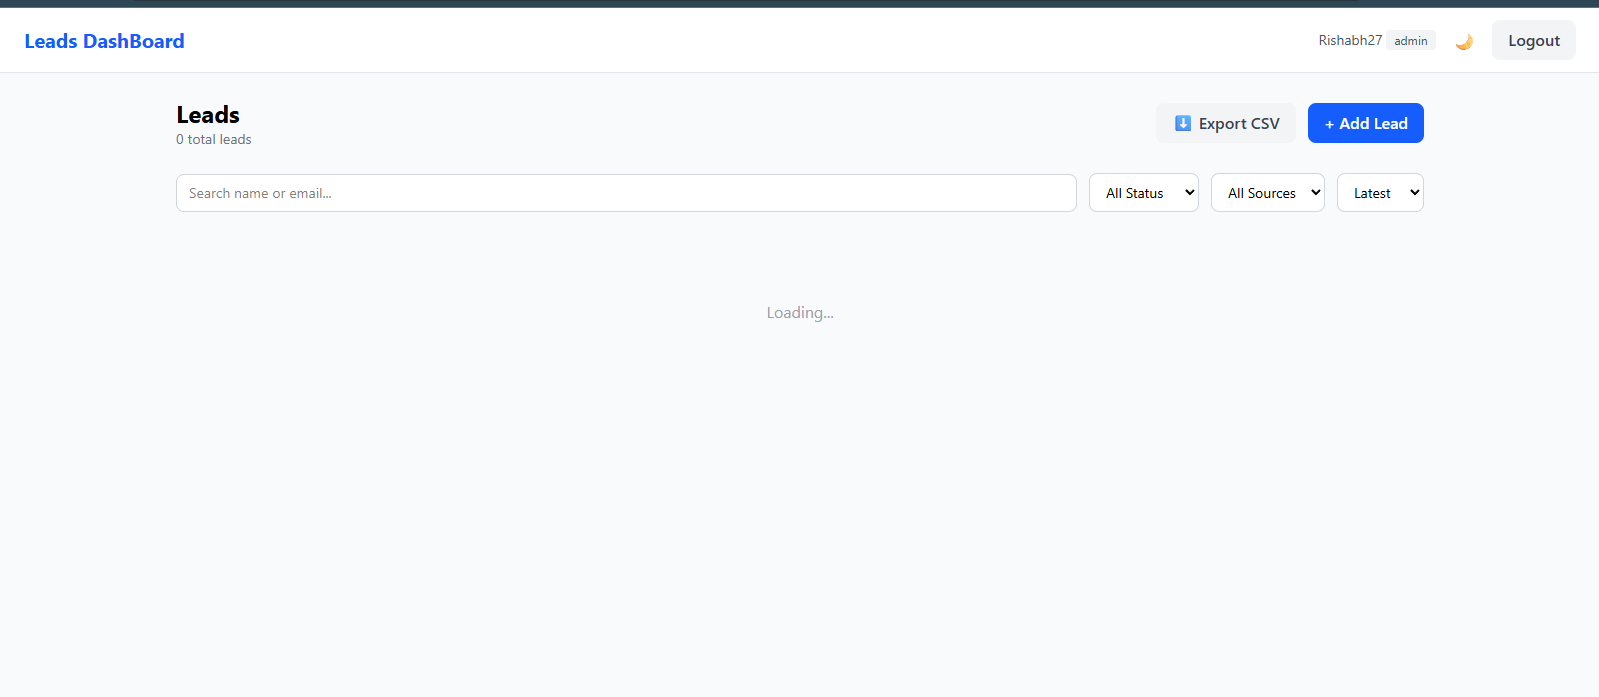 Leads DashBoard
Rishabh27 admin
Logout
Leads
0 total leads
Export CSV
+ Add Lead
Search name or email...
All Status
All Sources
Latest
Loading...